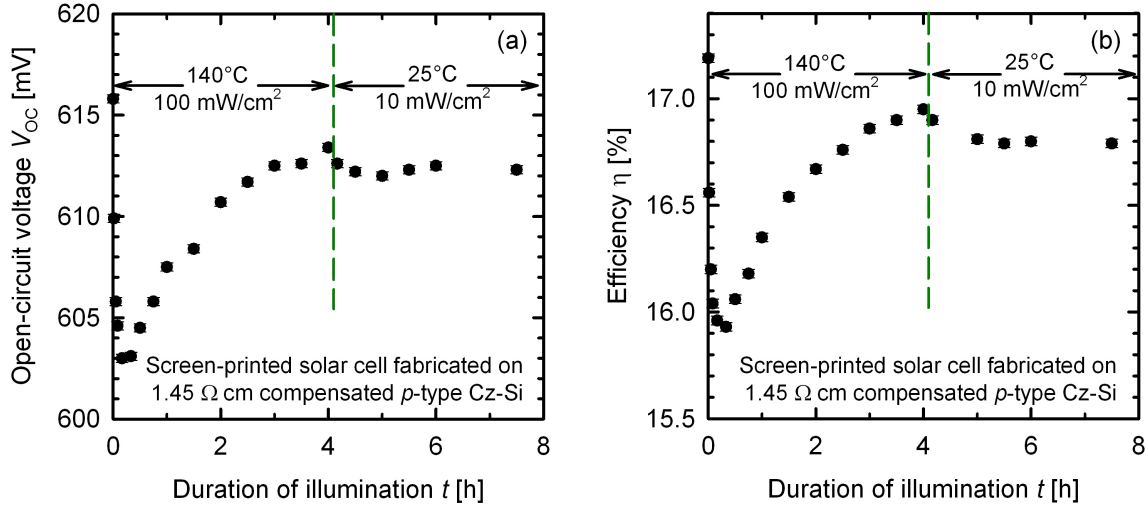 620
615
610
605
600
Open-circuit voltage VOC [mV]
(a)
140°C
100 mW/cm²
25°C
10 mW/cm²
Screen-printed solar cell fabricated on
1.45 Ω cm compensated p-type Cz-Si
0 2 4 6 8
Duration of illumination t [h]
17.0
16.5
16.0
15.5
Efficiency η [%]
(b)
140°C
100 mW/cm²
25°C
10 mW/cm²
Screen-printed solar cell fabricated on
1.45 Ω cm compensated p-type Cz-Si
0 2 4 6 8
Duration of illumination t [h]